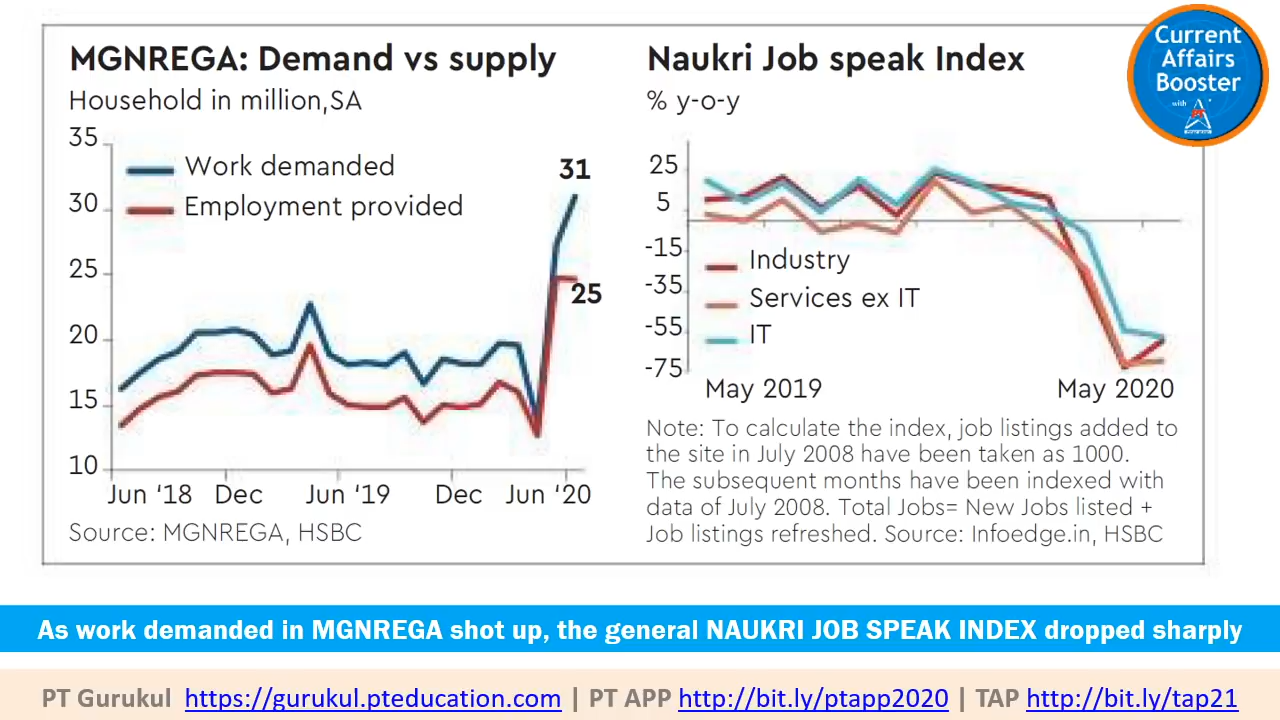 MGNREGA: Demand vs supply
Household in million,SA
35
30
25
20
15
10
Work demanded
Employment provided
31
25
Jun '18 Dec Jun '19 Dec Jun '20
Source: MGNREGA, HSBC
Naukri Job speak Index
% y-o-y
25
5
-15
-35
-55
-75
Industry
Services ex IT
IT
May 2019 May 2020
Note: To calculate the index, job listings added to
the site in July 2008 have been taken as 1000.
The subsequent months have been indexed with
data of July 2008. Total Jobs= New Jobs listed +
Job listings refreshed. Source: Infoedge.in, HSBC
Current
Affairs
Booster
with
PT
As work demanded in MGNREGA shot up, the general NAUKRI JOB SPEAK INDEX dropped sharply
PT Gurukul https://gurukul.pteducation.com | PT APP http://bit.ly/ptapp2020 | TAP http://bit.ly/tap21